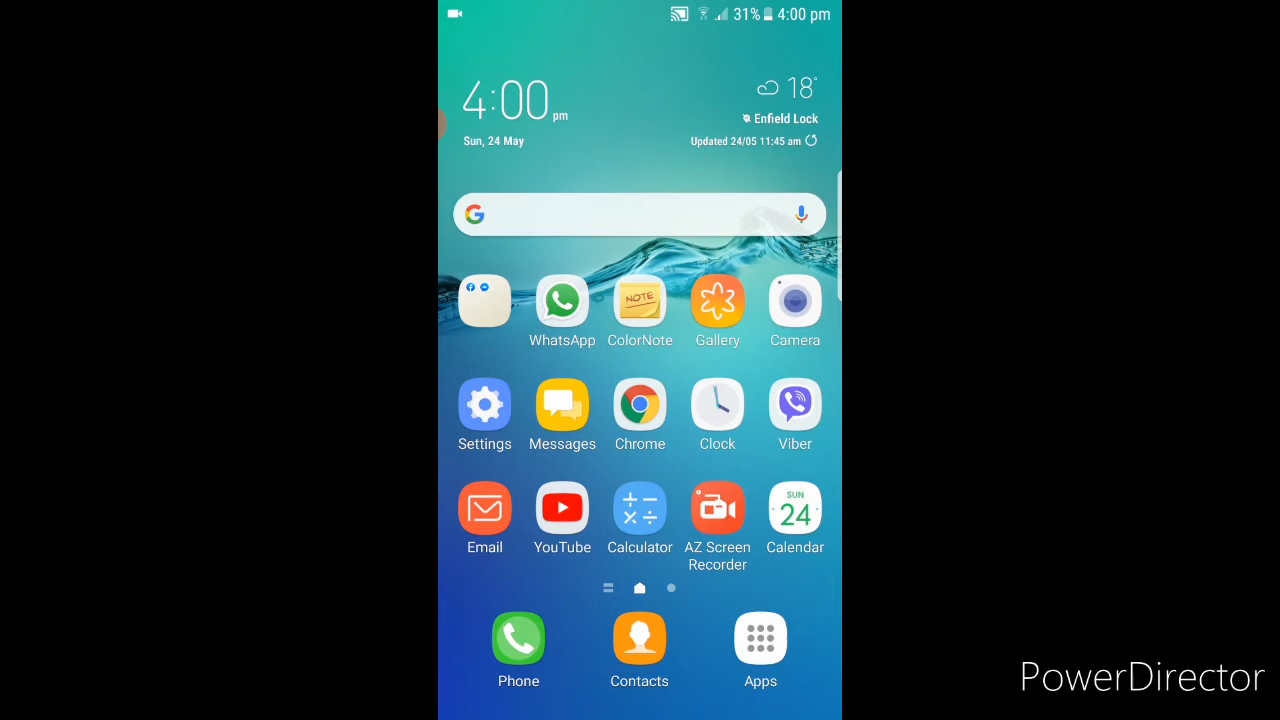 31% 4:00 pm
4:00 pm
18°
Enfield Lock
Sun, 24 May
Updated 24/05 11:45 am
NOTE
WhatsApp ColorNote Gallery Camera
Settings Messages Chrome Clock Viber
SUN
24
Email YouTube Calculator AZ Screen Calendar
Recorder
Phone Contacts Apps
PowerDirector